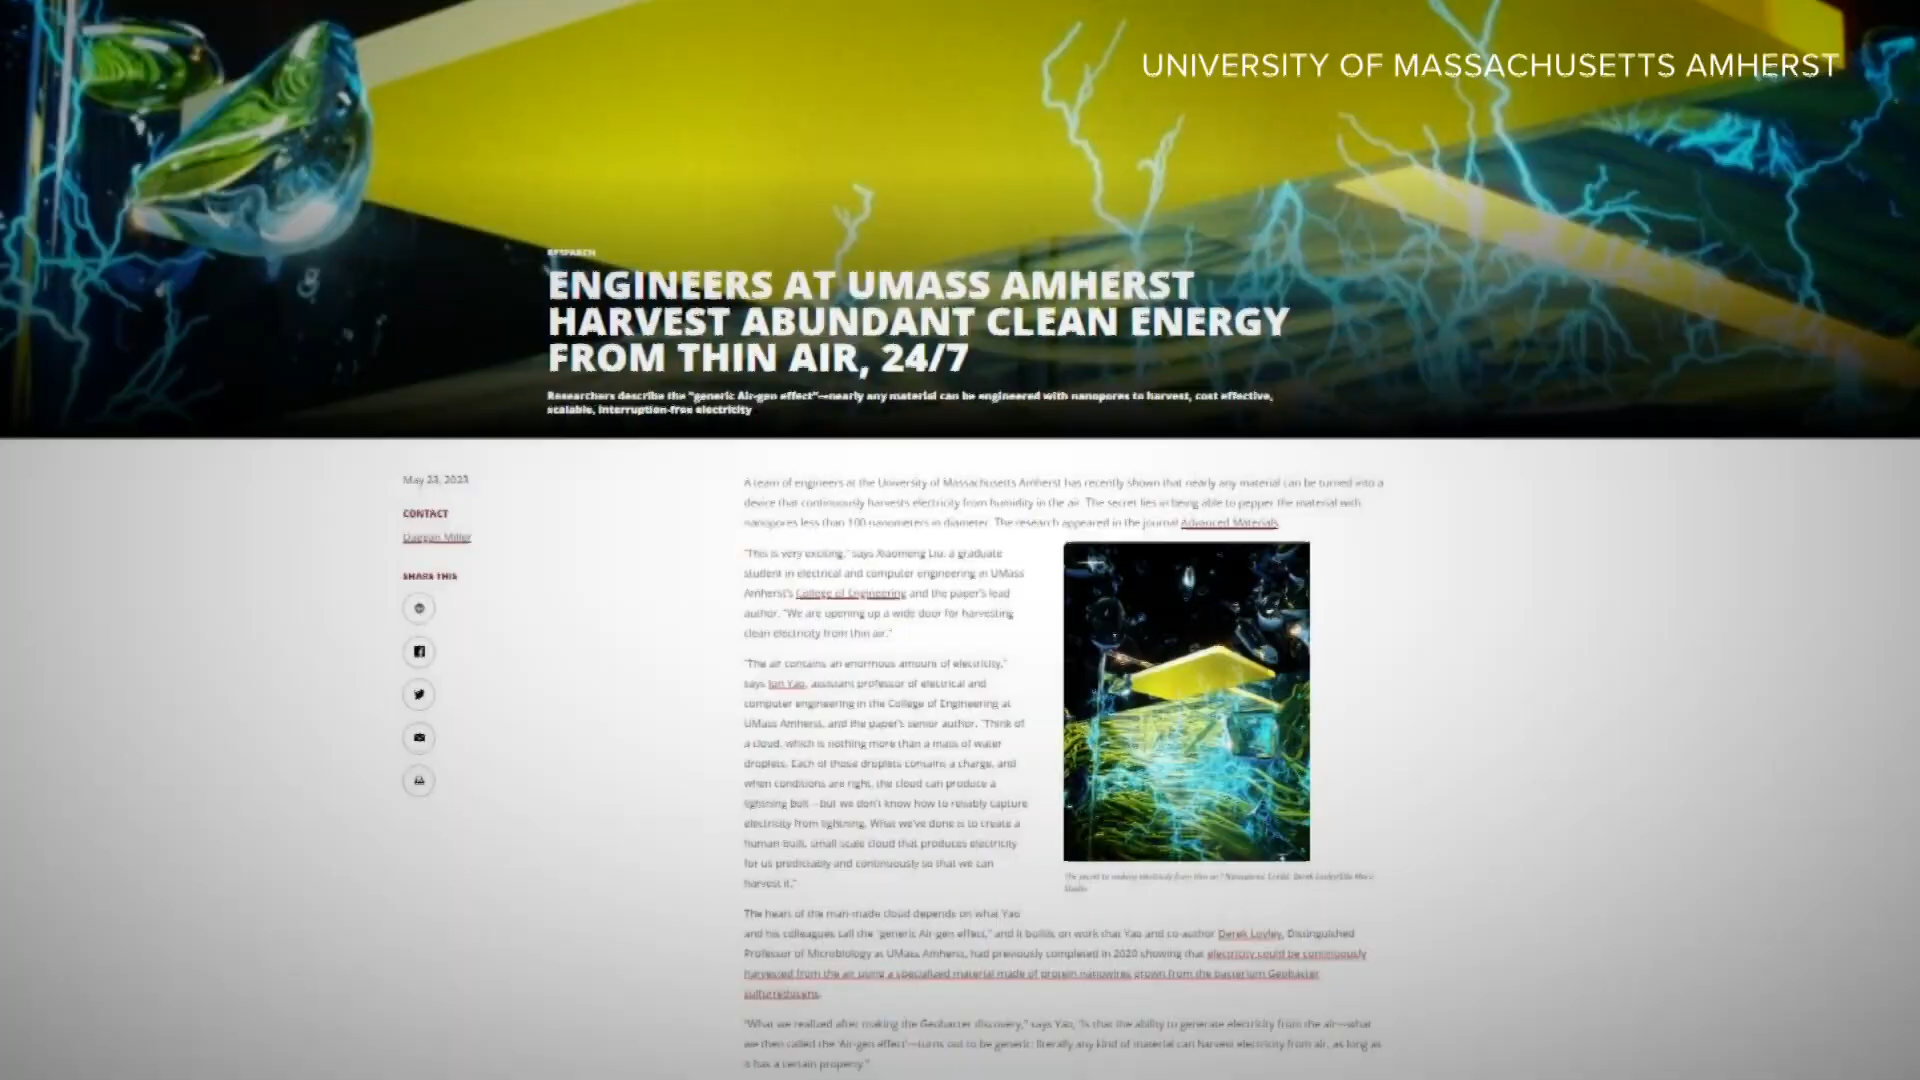 UNIVERSITY OF MASSACHUSETTS AMHERST
RESEARCH
ENGINEERS AT UMASS AMHERST
HARVEST ABUNDANT CLEAN ENERGY
FROM THIN AIR, 24/7
Researchers describe the "generic Air-gen effect"—nearly any material can be engineered with nanopores to harvest, cost effective,
scalable, interruption-free electricity
May 23, 2023
CONTACT
Daegan Miller
SHARE THIS
A team of engineers at the University of Massachusetts Amherst has recently shown that nearly any material can be turned into a
device that continuously harvests electricity from humidity in the air. The secret lies in being able to pepper the material with
nanopores less than 100 nanometers in diameter. The research appeared in the journal Advanced Materials.
"This is very exciting," says Xiaomeng Liu, a graduate
student in electrical and computer engineering at UMass
Amherst's College of Engineering and the paper's lead
author. "We are opening up a wide door for harvesting
clean electricity from thin air."
"The air contains an enormous amount of electricity,"
says Jun Yao, assistant professor of electrical and
computer engineering in the College of Engineering at
UMass Amherst, and the paper's senior author. "Think of
a cloud, which is nothing more than a mass of water
droplets. Each of those droplets contains a charge, and
when conditions are right, the cloud can produce a
lightning bolt—but we don't know how to reliably capture
electricity from lightning. What we've done is to create a
human-built, small-scale cloud that produces electricity
for us predictably and continuously so that we can
harvest it."
The secret to making electricity from thin air? Nanopores. Credit: Derek Lovley/Ella Maru
Studio
The heart of the man-made cloud depends on what Yao
and his colleagues call the "generic Air-gen effect," and it builds on work that Yao and co-author Derek Lovley, Distinguished
Professor of Microbiology at UMass Amherst, had previously completed in 2020 showing that electricity could be continuously
harvested from the air using a specialized material made of protein nanowires grown from the bacterium Geobacter
sulfurreducens.
"What we realized after making the Geobacter discovery," says Yao, "is that the ability to generate electricity from the air—what
we then called the 'Air-gen effect'—turns out to be generic: literally any kind of material can harvest electricity from air, as long as
it has a certain property."